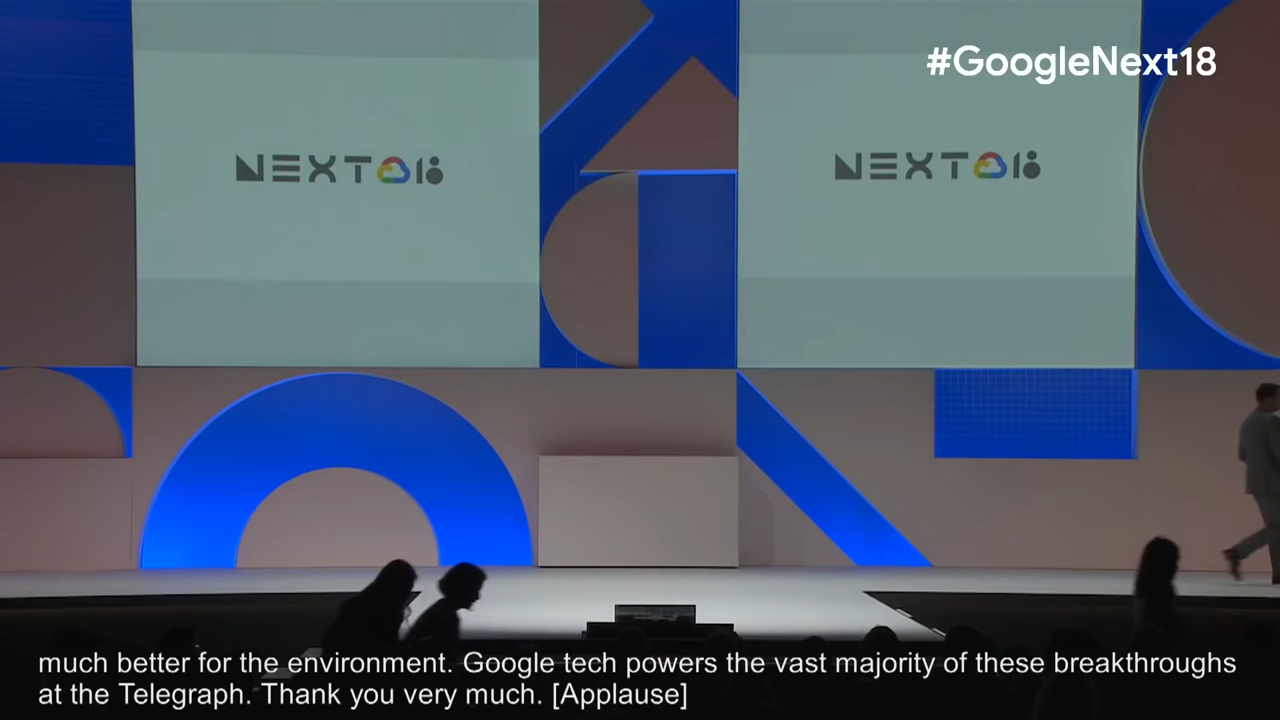 #GoogleNext18
NEXT 18
NEXT 18
much better for the environment. Google tech powers the vast majority of these breakthroughs
at the Telegraph. Thank you very much. [Applause]